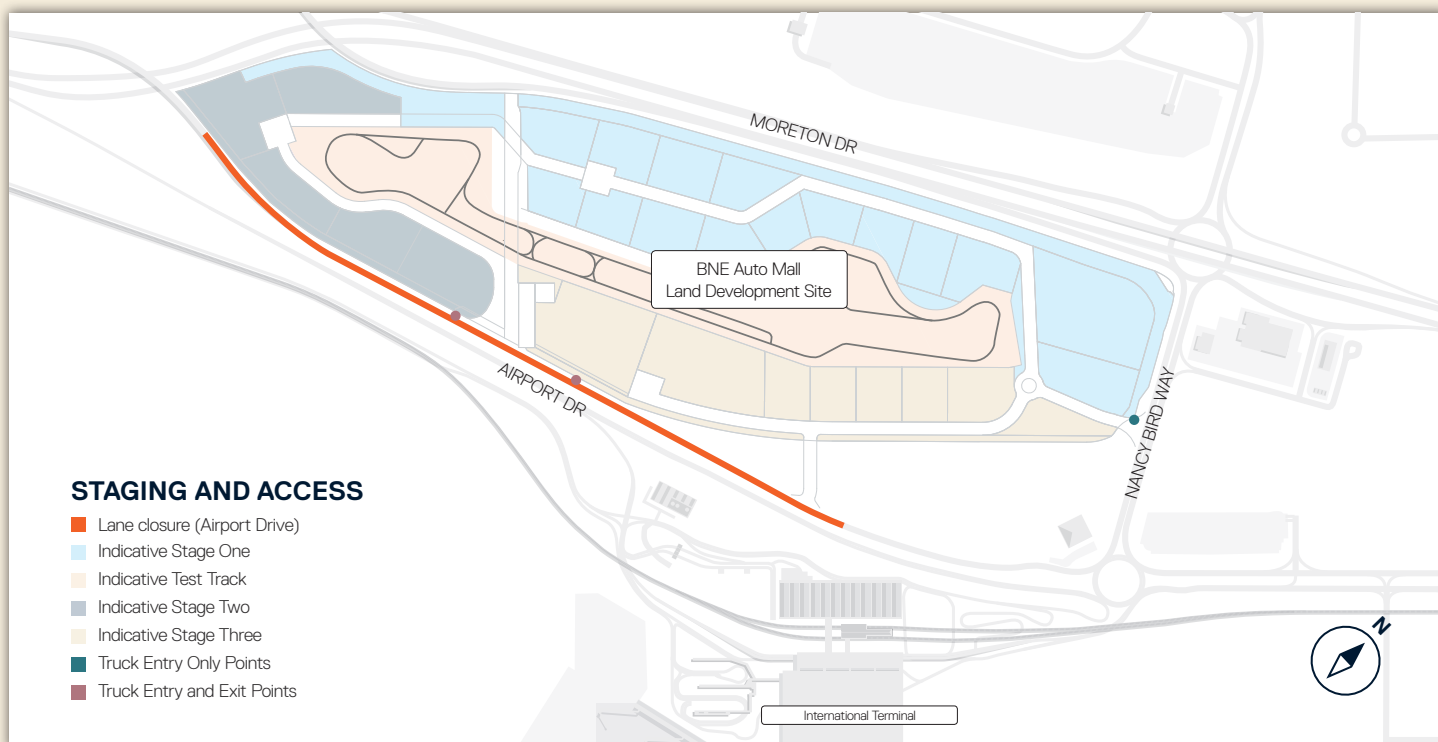 MORETON DR
BNE Auto Mall
Land Development Site
AIRPORT DR
NANCY BIRD WAY
STAGING AND ACCESS
Lane closure (Airport Drive)
Indicative Stage One
Indicative Test Track
Indicative Stage Two
Indicative Stage Three
Truck Entry Only Points
Truck Entry and Exit Points
N
International Terminal